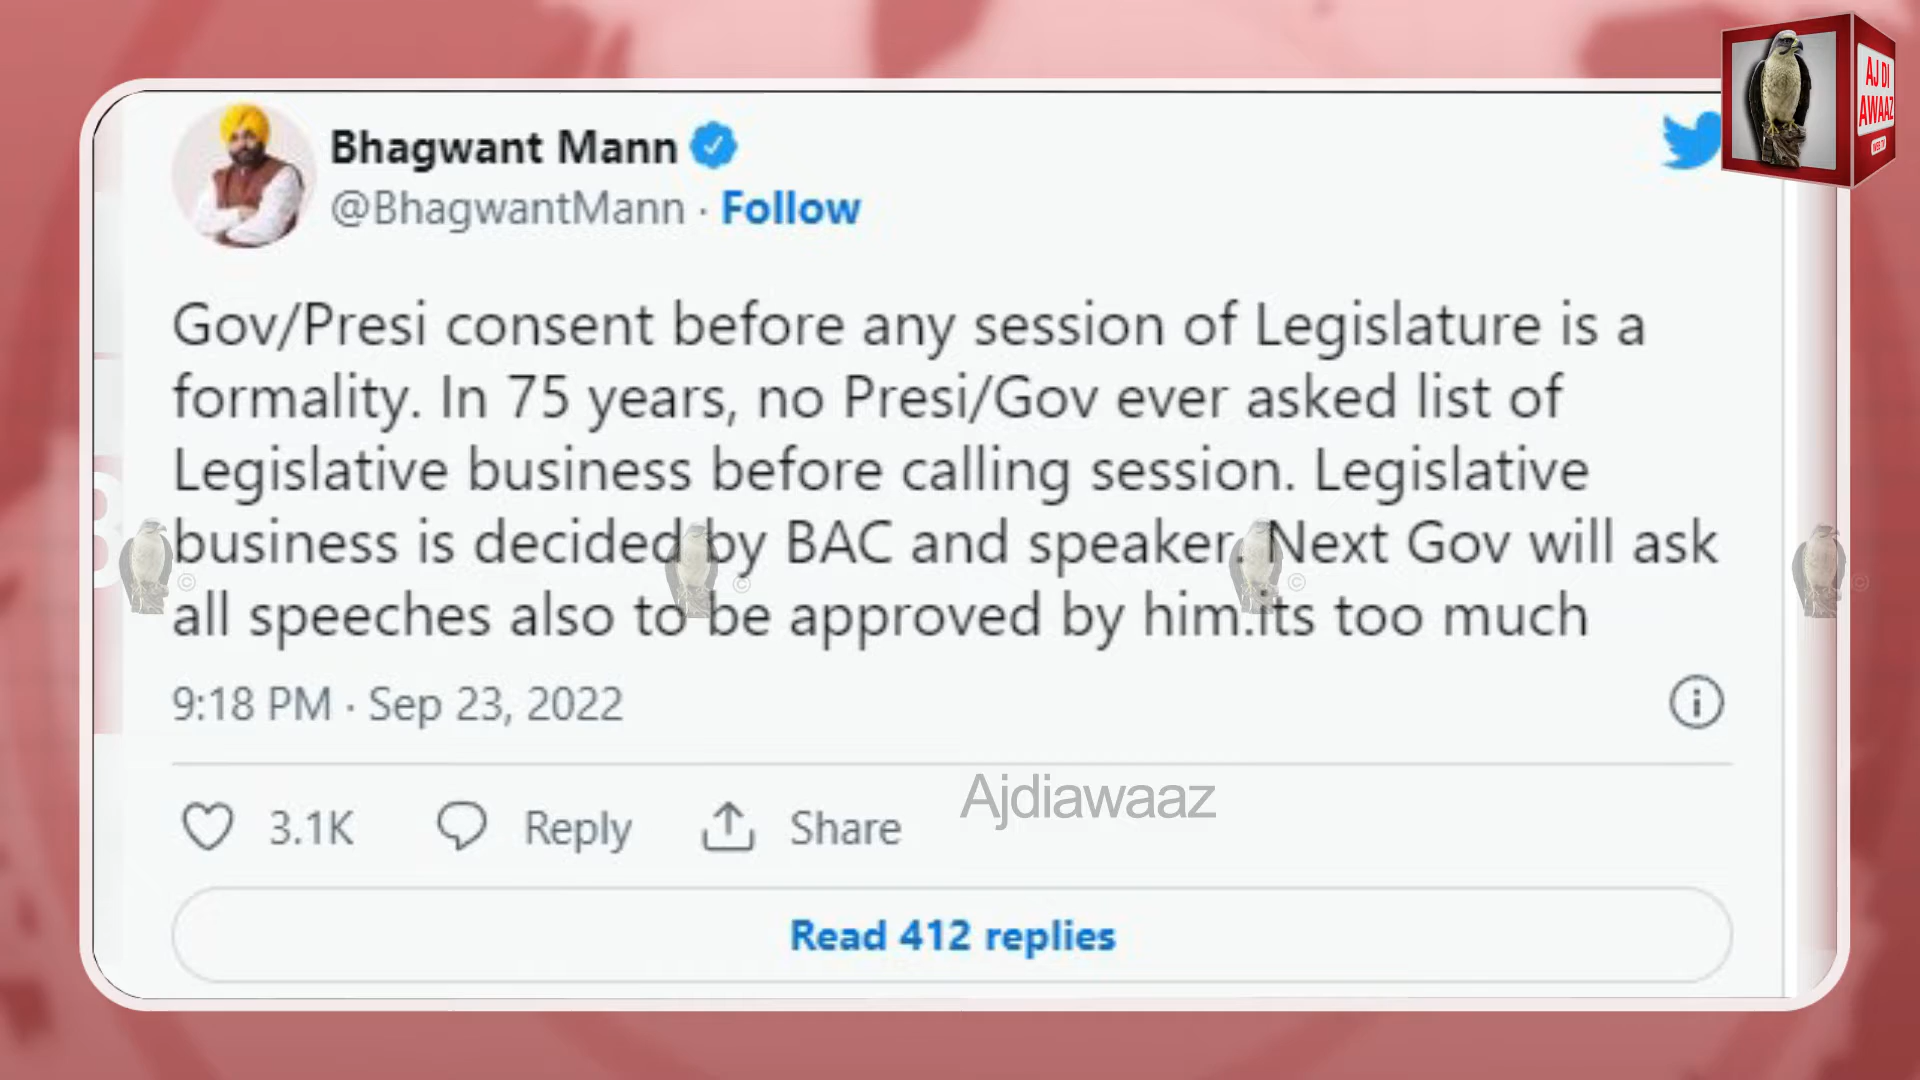 AJ DI
AWAAZ
Bhagwant Mann
@BhagwantMann · Follow
Gov/Presi consent before any session of Legislature is a
formality. In 75 years, no Presi/Gov ever asked list of
Legislative business before calling session. Legislative
business is decided by BAC and speaker. Next Gov will ask
all speeches also to be approved by him.its too much
9:18 PM · Sep 23, 2022
3.1K Reply Share
Ajdiawaaz
Read 412 replies